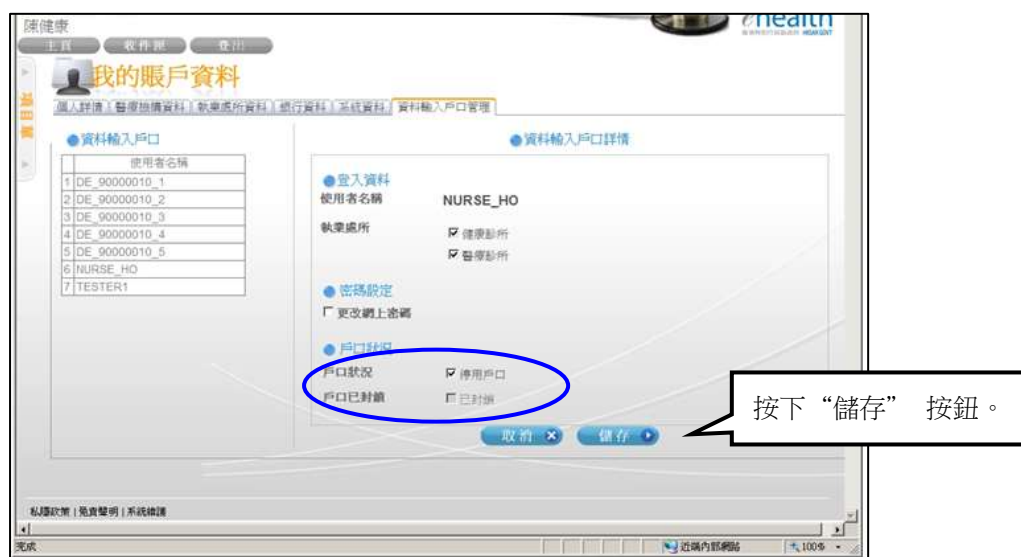 陳健康
ehealth
主頁 收件匣 登出
我的賬戶資料
個人詳情 醫療機構資料 執業處所資料 銀行資料 系統資料 資料輸入戶口管理
資料輸入戶口
資料輸入戶口詳情
使用者名稱
1 DE_90000010_1
2 DE_90000010_2
3 DE_90000010_3
4 DE_90000010_4
5 DE_90000010_5
6 NURSE_HO
7 TESTER1
登入資料
使用者名稱 NURSE_HO
執業處所 健康診所
醫療診所
密碼設定
更改網上密碼
戶口狀況
戶口狀況 停用戶口
戶口已封鎖 已封鎖
取消 儲存
按下“儲存” 按鈕。
私隱政策 | 免責聲明 | 系統維護
完成 近端內部網路 100%